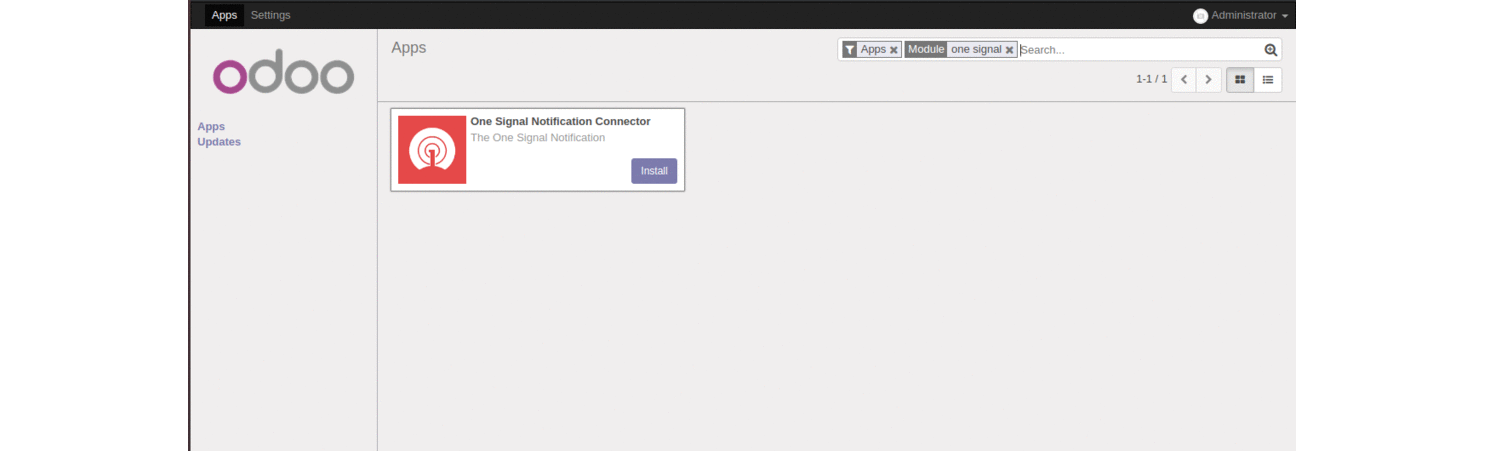 Apps Settings Administrator
odoo
Apps
Updates
Apps
Apps Module one signal Search...
1-1 / 1
One Signal Notification Connector
The One Signal Notification
Install